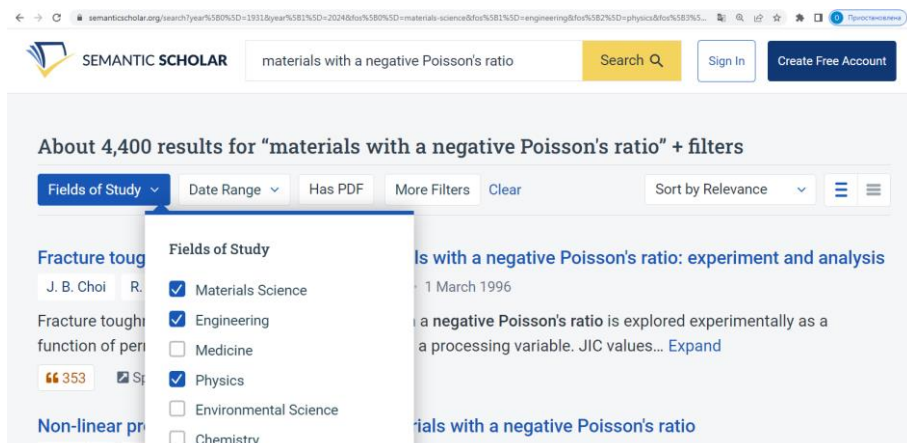 semanticscholar.org/search?year%5B0%5D=1931&year%5B1%5D=2024&fos%5B0%5D=materials-science&fos%5B1%5D=engineering&fos%5B2%5D=physics&fos%5B3%5...
Приостановлена
SEMANTIC SCHOLAR
materials with a negative Poisson's ratio
Search
Sign In
Create Free Account
About 4,400 results for “materials with a negative Poisson's ratio” + filters
Fields of Study
Date Range
Has PDF
More Filters
Clear
Sort by Relevance
Fields of Study
Fracture toug
ls with a negative Poisson's ratio: experiment and analysis
J. B. Choi
R.
1 March 1996
Materials Science
Fracture toughn
a negative Poisson's ratio is explored experimentally as a
Engineering
function of per
a processing variable. JIC values... Expand
Medicine
353
Sp
Physics
Environmental Science
Non-linear pr
rials with a negative Poisson's ratio
Chemistry